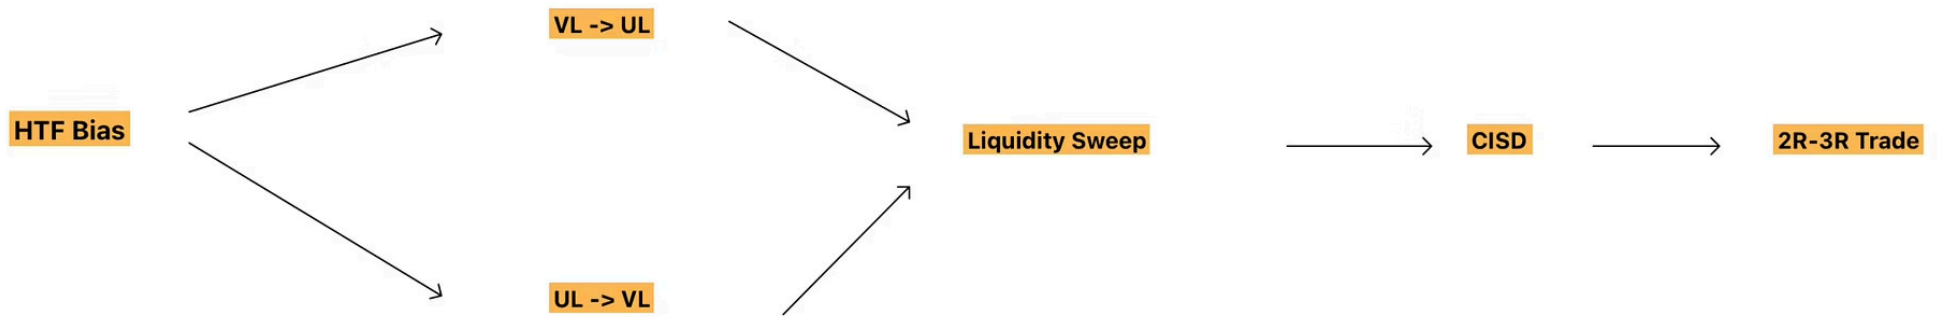 HTF Bias
VL -> UL
UL -> VL
Liquidity Sweep
CISD
2R-3R Trade